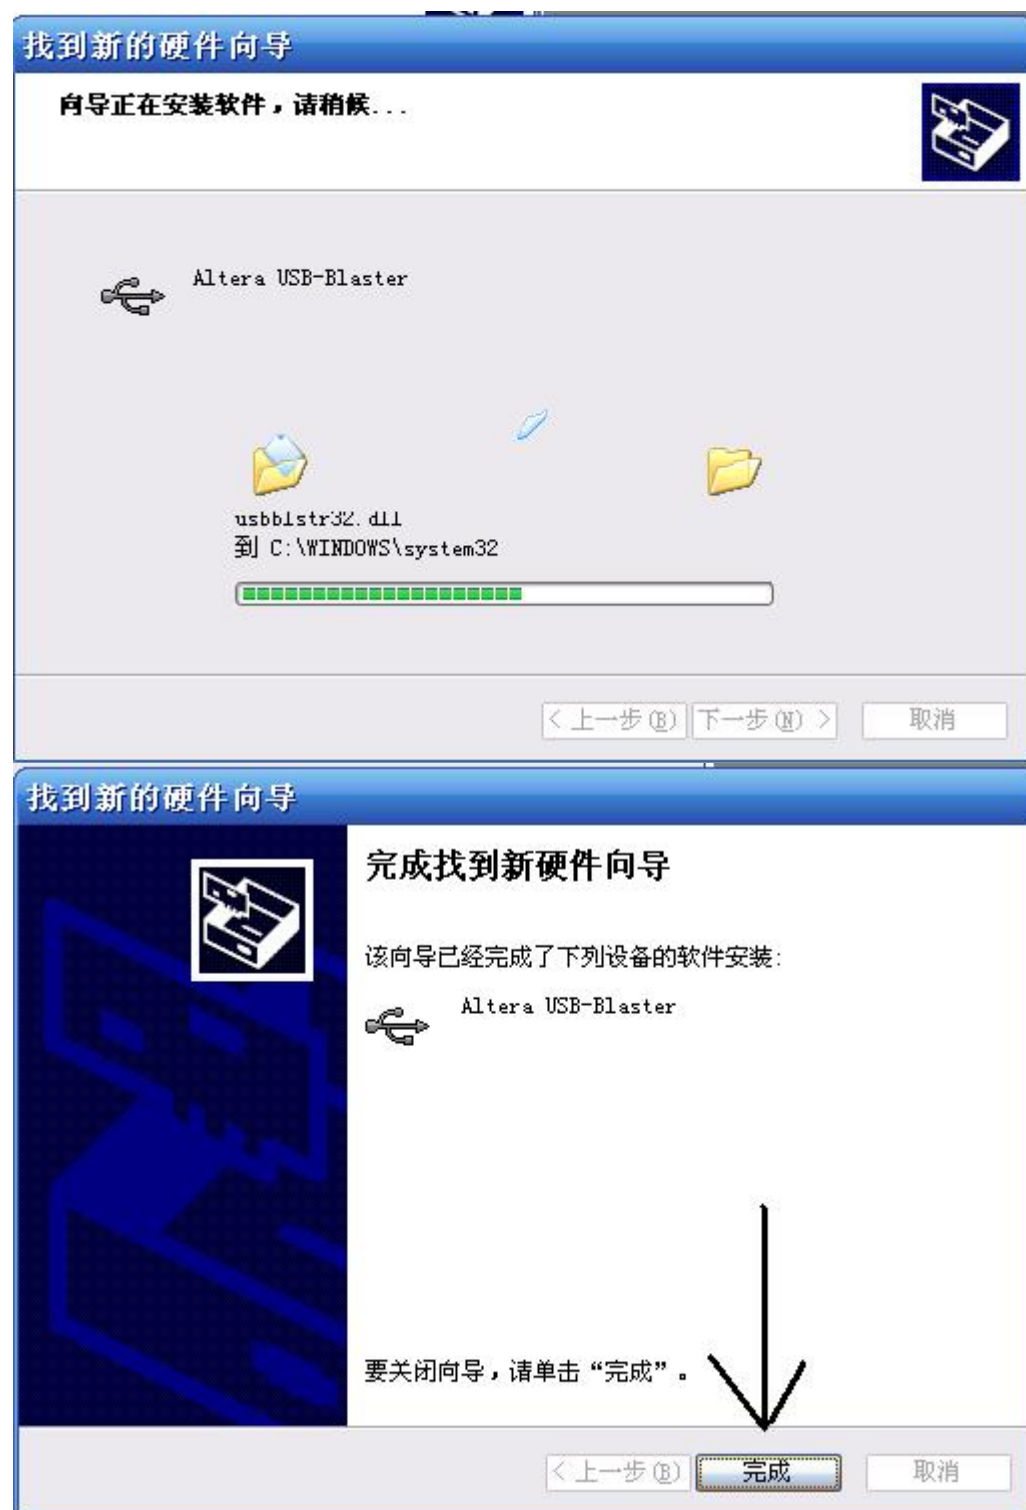 找到新的硬件向导
向导正在安装软件，请稍候...
Altera USB-Blaster
usbblstr32.dll
到 C:\WINDOWS\system32
< 上一步(B) 下一步(N) > 取消
找到新的硬件向导
完成找到新硬件向导
该向导已经完成了下列设备的软件安装:
Altera USB-Blaster
要关闭向导，请单击“完成”。
< 上一步(B) 完成 取消